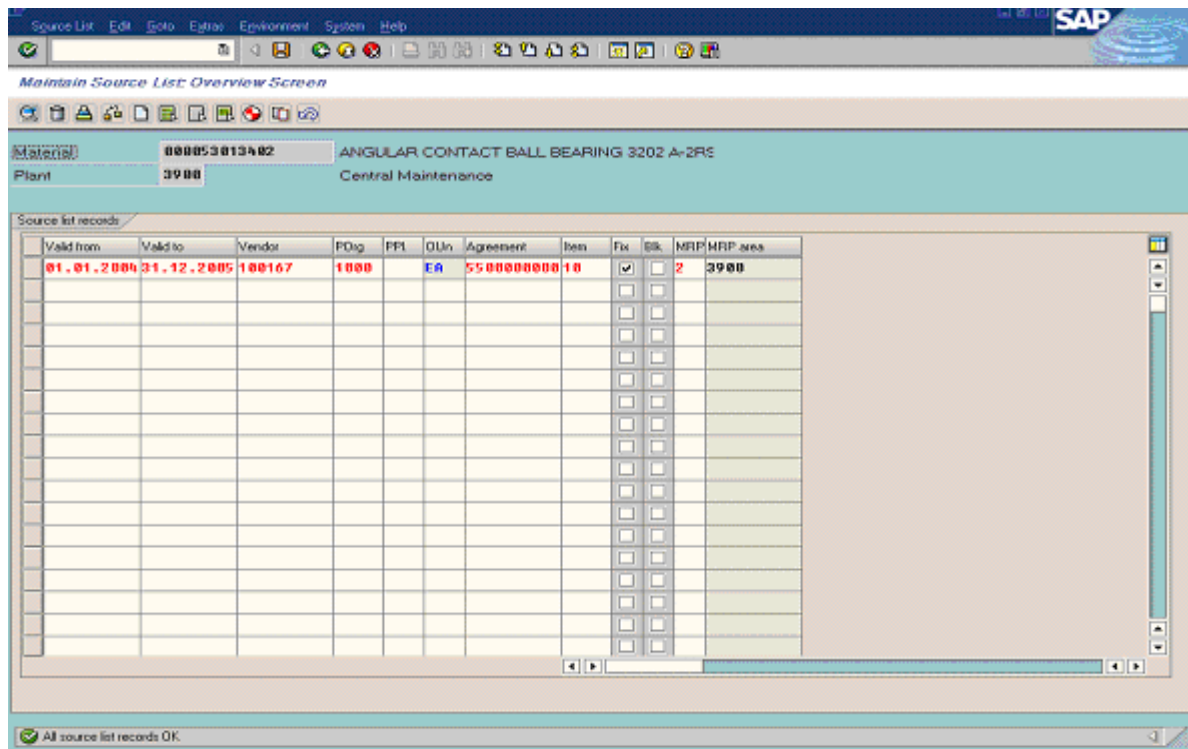 Source List Edit Goto Extras Environment System Help
SAP
Maintain Source List: Overview Screen
Material 000053013402 ANGULAR CONTACT BALL BEARING 3202 A-2RS
Plant 3900 Central Maintenance
Source list records
Valid from Valid to Vendor POrg PPl OUn Agreement Item Fix Blk MRP MRP area
01.01.2004 31.12.2005 100167 1000 EA 5500000000 10 2 3900
All source list records OK